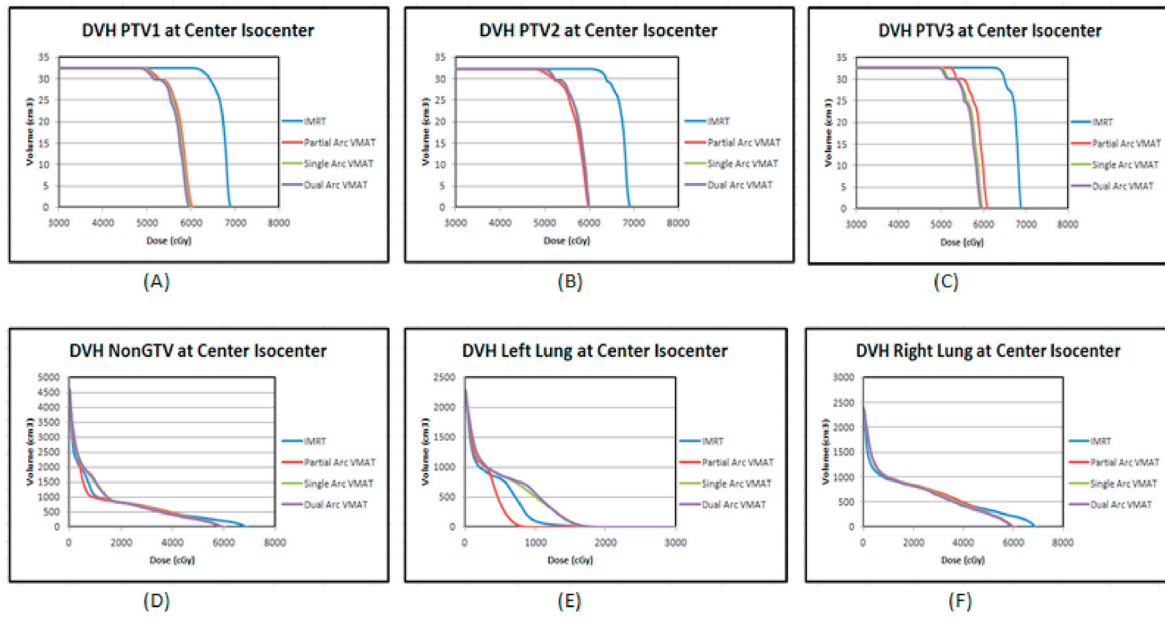 DVH PTV1 at Center Isocenter
35
30
25
20
15
10
5
0
Volume (cm3)
3000 4000 5000 6000 7000 8000
Dose (cGy)
IMRT
Partial Arc VMAT
Single Arc VMAT
Dual Arc VMAT
(A)
DVH PTV2 at Center Isocenter
35
30
25
20
15
10
5
0
Volume (cm3)
3000 4000 5000 6000 7000 8000
Dose (cGy)
IMRT
Partial Arc VMAT
Single Arc VMAT
Dual Arc VMAT
(B)
DVH PTV3 at Center Isocenter
35
30
25
20
15
10
5
0
Volume (cm3)
3000 4000 5000 6000 7000 8000
Dose (cGy)
IMRT
Partial Arc VMAT
Single Arc VMAT
Dual Arc VMAT
(C)
DVH NonGTV at Center Isocenter
5000
4500
4000
3500
3000
2500
2000
1500
1000
500
0
Volume (cm3)
0 2000 4000 6000 8000
Dose (cGy)
IMRT
Partial Arc VMAT
Single Arc VMAT
Dual Arc VMAT
(D)
DVH Left Lung at Center Isocenter
2500
2000
1500
1000
500
0
Volume (cm3)
0 1000 2000 3000
Dose (cGy)
IMRT
Partial Arc VMAT
Single Arc VMAT
Dual Arc VMAT
(E)
DVH Right Lung at Center Isocenter
3000
2500
2000
1500
1000
500
0
Volume(cm3)
0 2000 4000 6000 8000
Dose (cGy)
IMRT
Partial Arc VMAT
Single Arc VMAT
Dual Arc VMAT
(F)